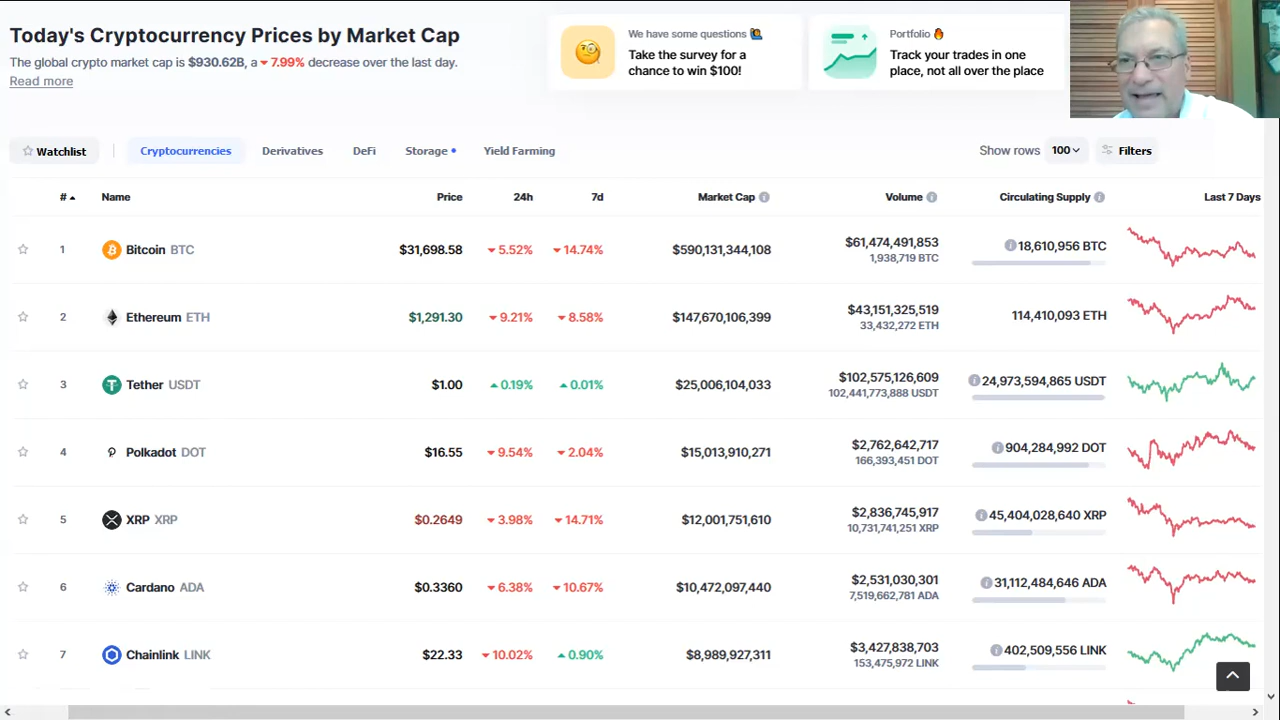 Today's Cryptocurrency Prices by Market Cap
The global crypto market cap is $930.62B, a 7.99% decrease over the last day.
Read more
We have some questions
Take the survey for a
chance to win $100!
Portfolio
Track your trades in one
place, not all over the place
Watchlist Cryptocurrencies Derivatives DeFi Storage Yield Farming Show rows 100 Filters
# Name Price 24h 7d Market Cap Volume Circulating Supply Last 7 Days
1 Bitcoin BTC $31,698.58 5.52% 14.74% $590,131,344,108 $61,474,491,853 18,610,956 BTC
1,938,719 BTC
2 Ethereum ETH $1,291.30 9.21% 8.58% $147,670,106,399 $43,151,325,519 114,410,093 ETH
33,432,272 ETH
3 Tether USDT $1.00 0.19% 0.01% $25,006,104,033 $102,575,126,609 24,973,594,865 USDT
102,441,773,888 USDT
4 Polkadot DOT $16.55 9.54% 2.04% $15,013,910,271 $2,762,642,717 904,284,992 DOT
166,393,451 DOT
5 XRP XRP $0.2649 3.98% 14.71% $12,001,751,610 $2,836,745,917 45,404,028,640 XRP
10,731,741,251 XRP
6 Cardano ADA $0.3360 6.38% 10.67% $10,472,097,440 $2,531,030,301 31,112,484,646 ADA
7,519,662,781 ADA
7 Chainlink LINK $22.33 10.02% 0.90% $8,989,927,311 $3,427,838,703 402,509,556 LINK
153,475,972 LINK